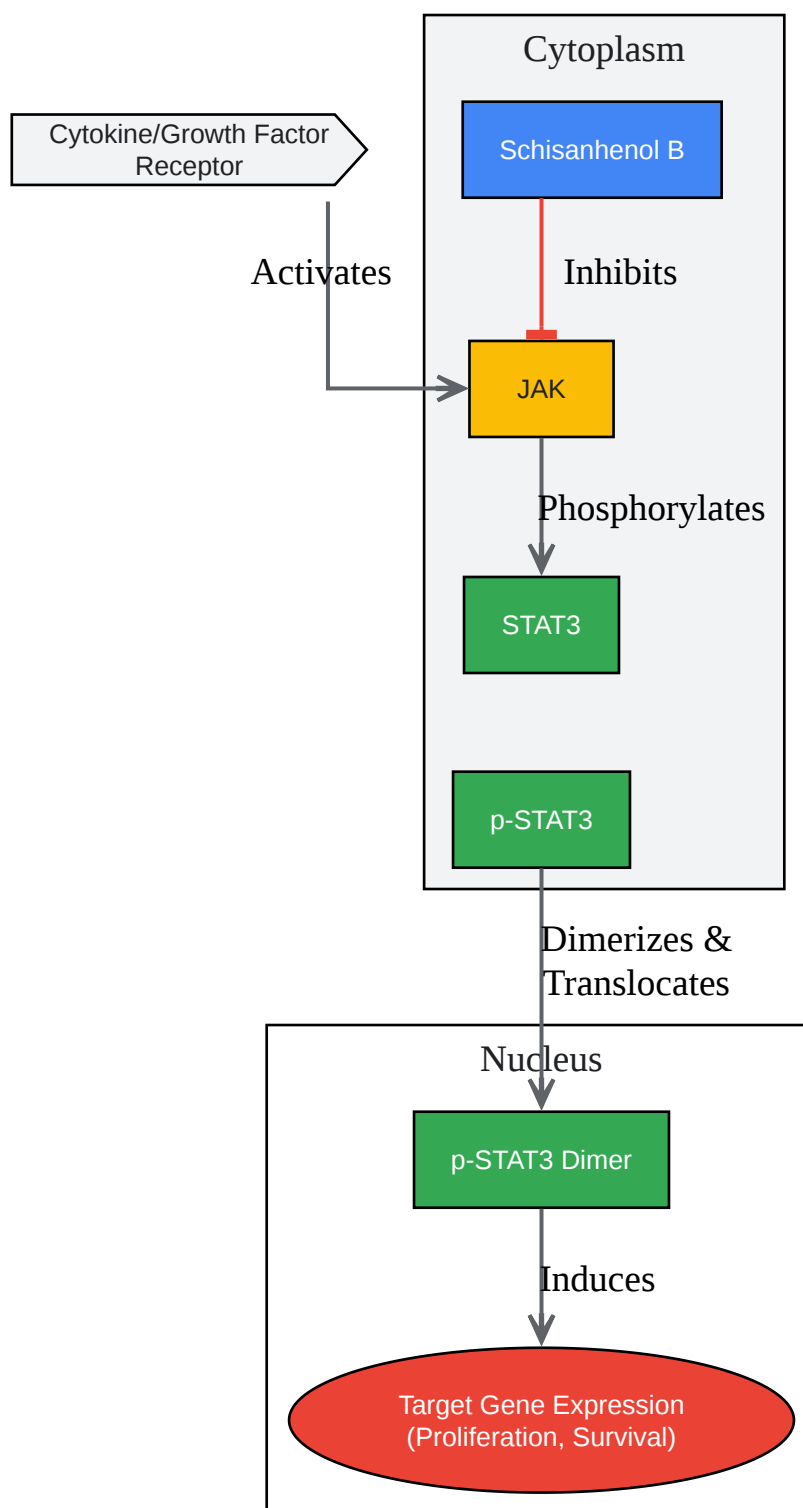 Cytoplasm
Cytokine/Growth Factor
Receptor
Schisanhenol B
Activates
Inhibits
JAK
Phosphorylates
STAT3
p-STAT3
Dimerizes &
Translocates
Nucleus
p-STAT3 Dimer
Induces
Target Gene Expression
(Proliferation, Survival)